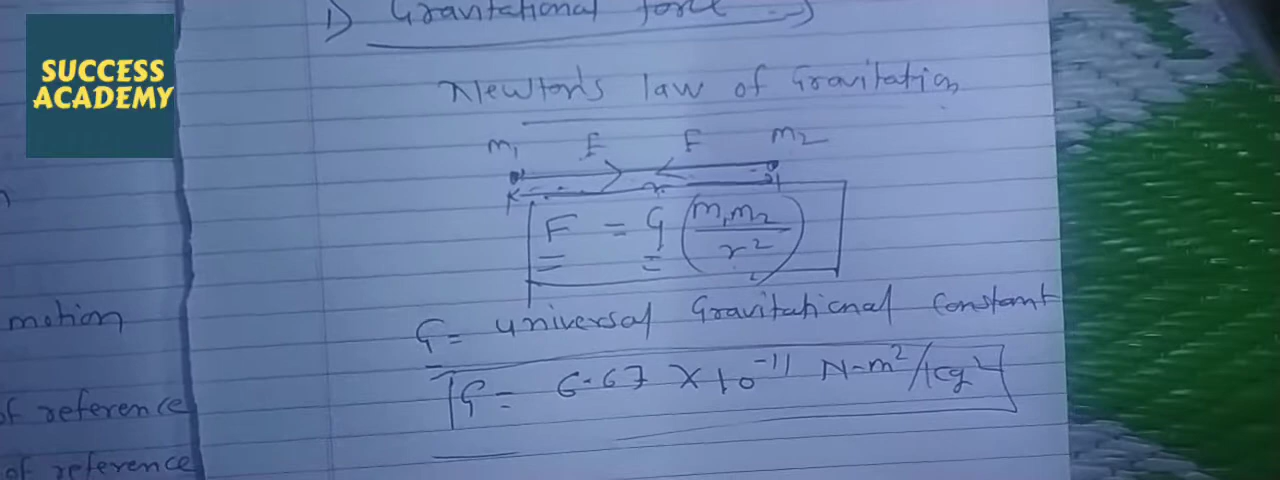 SUCCESS
ACADEMY
1) Gravitational force :-
Newton's law of Gravitation
m1 F F m2
r
F = G (m1m2 / r²)
G = universal Gravitational Constant
G = 6.67 × 10⁻¹¹ N-m²/kg²
motion
of reference
of reference